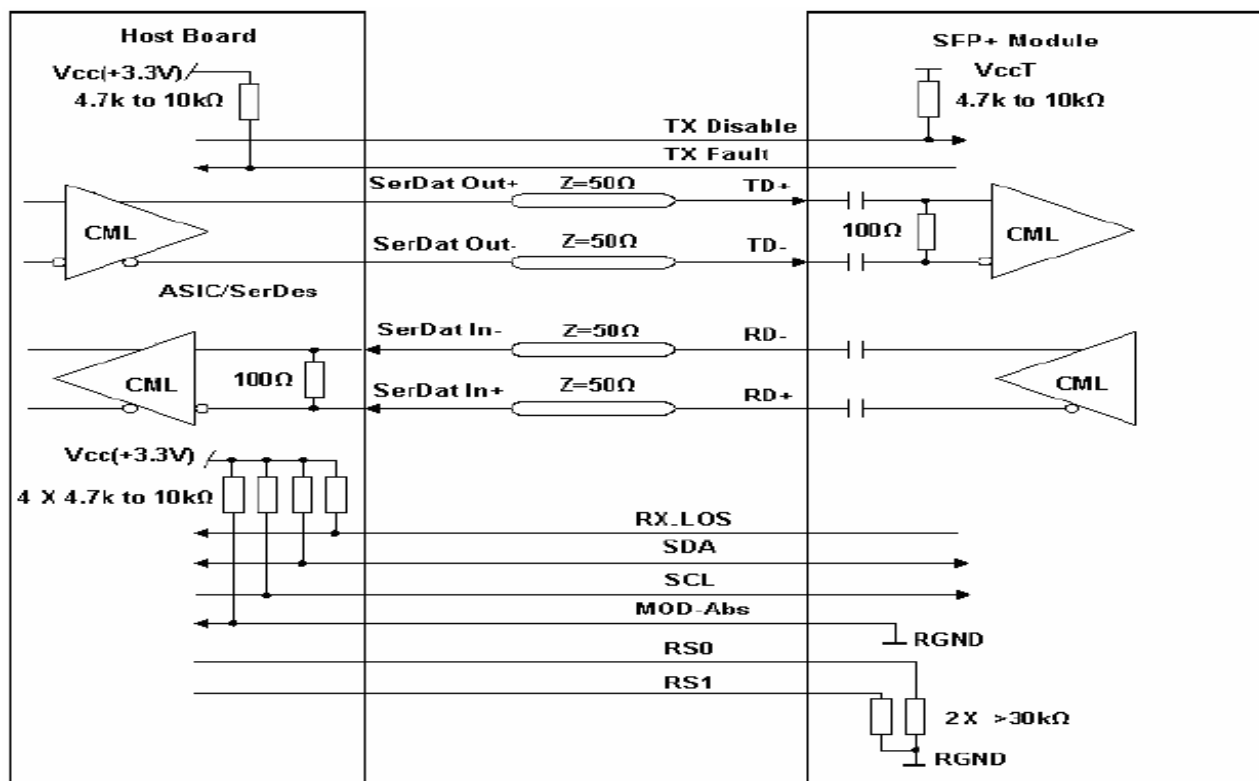 Host Board
SFP+ Module
Vcc(+3.3V)
4.7k to 10kΩ
VccT
4.7k to 10kΩ
TX Disable
TX Fault
SerDat Out+
Z=50Ω
TD+
CML
100Ω
CML
SerDat Out-
Z=50Ω
TD-
ASIC/SerDes
SerDat In-
Z=50Ω
RD-
CML
100Ω
SerDat In+
Z=50Ω
RD+
CML
Vcc(+3.3V)
4 X 4.7k to 10kΩ
RX_LOS
SDA
SCL
MOD-Abs
RGND
RS0
RS1
2X >30kΩ
RGND